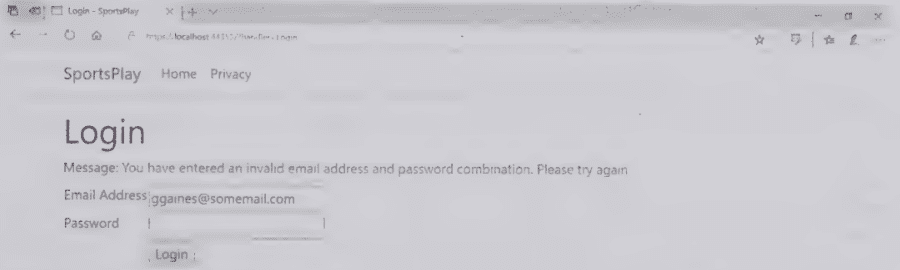 Login - SportsPlay
SportsPlay Home Privacy
Login
Message: You have entered an invalid email address and password combination. Please try again
Email Address ggaines@somemail.com
Password
Login